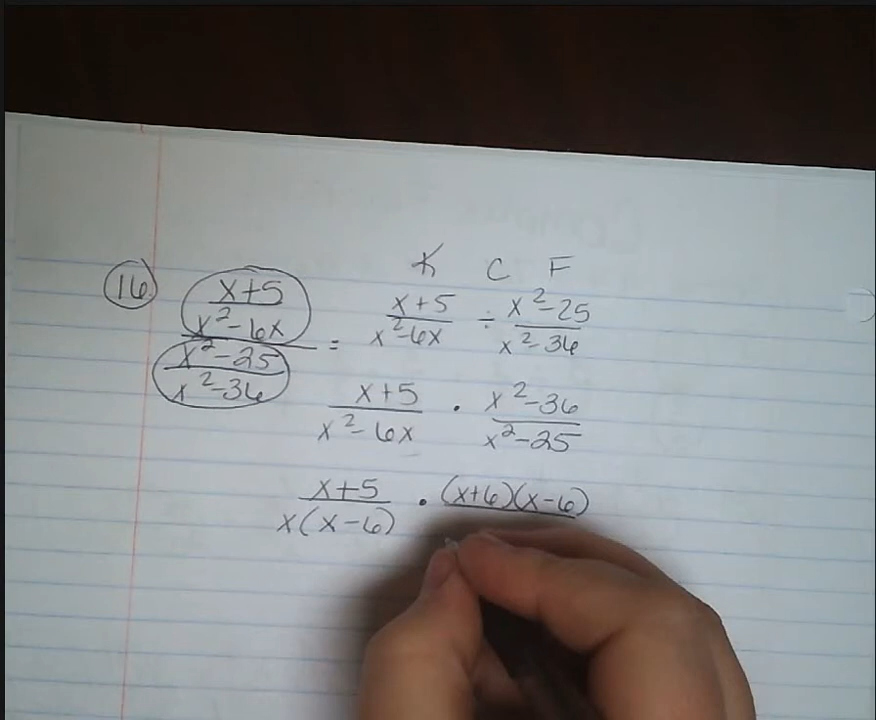 K C F
(16) x+5 / x²-6x / x²-25 / x²-36 = x+5 / x²-6x ÷ x²-25 / x²-36
x+5 / x²-6x · x²-36 / x²-25
x+5 / x(x-6) · (x+6)(x-6)